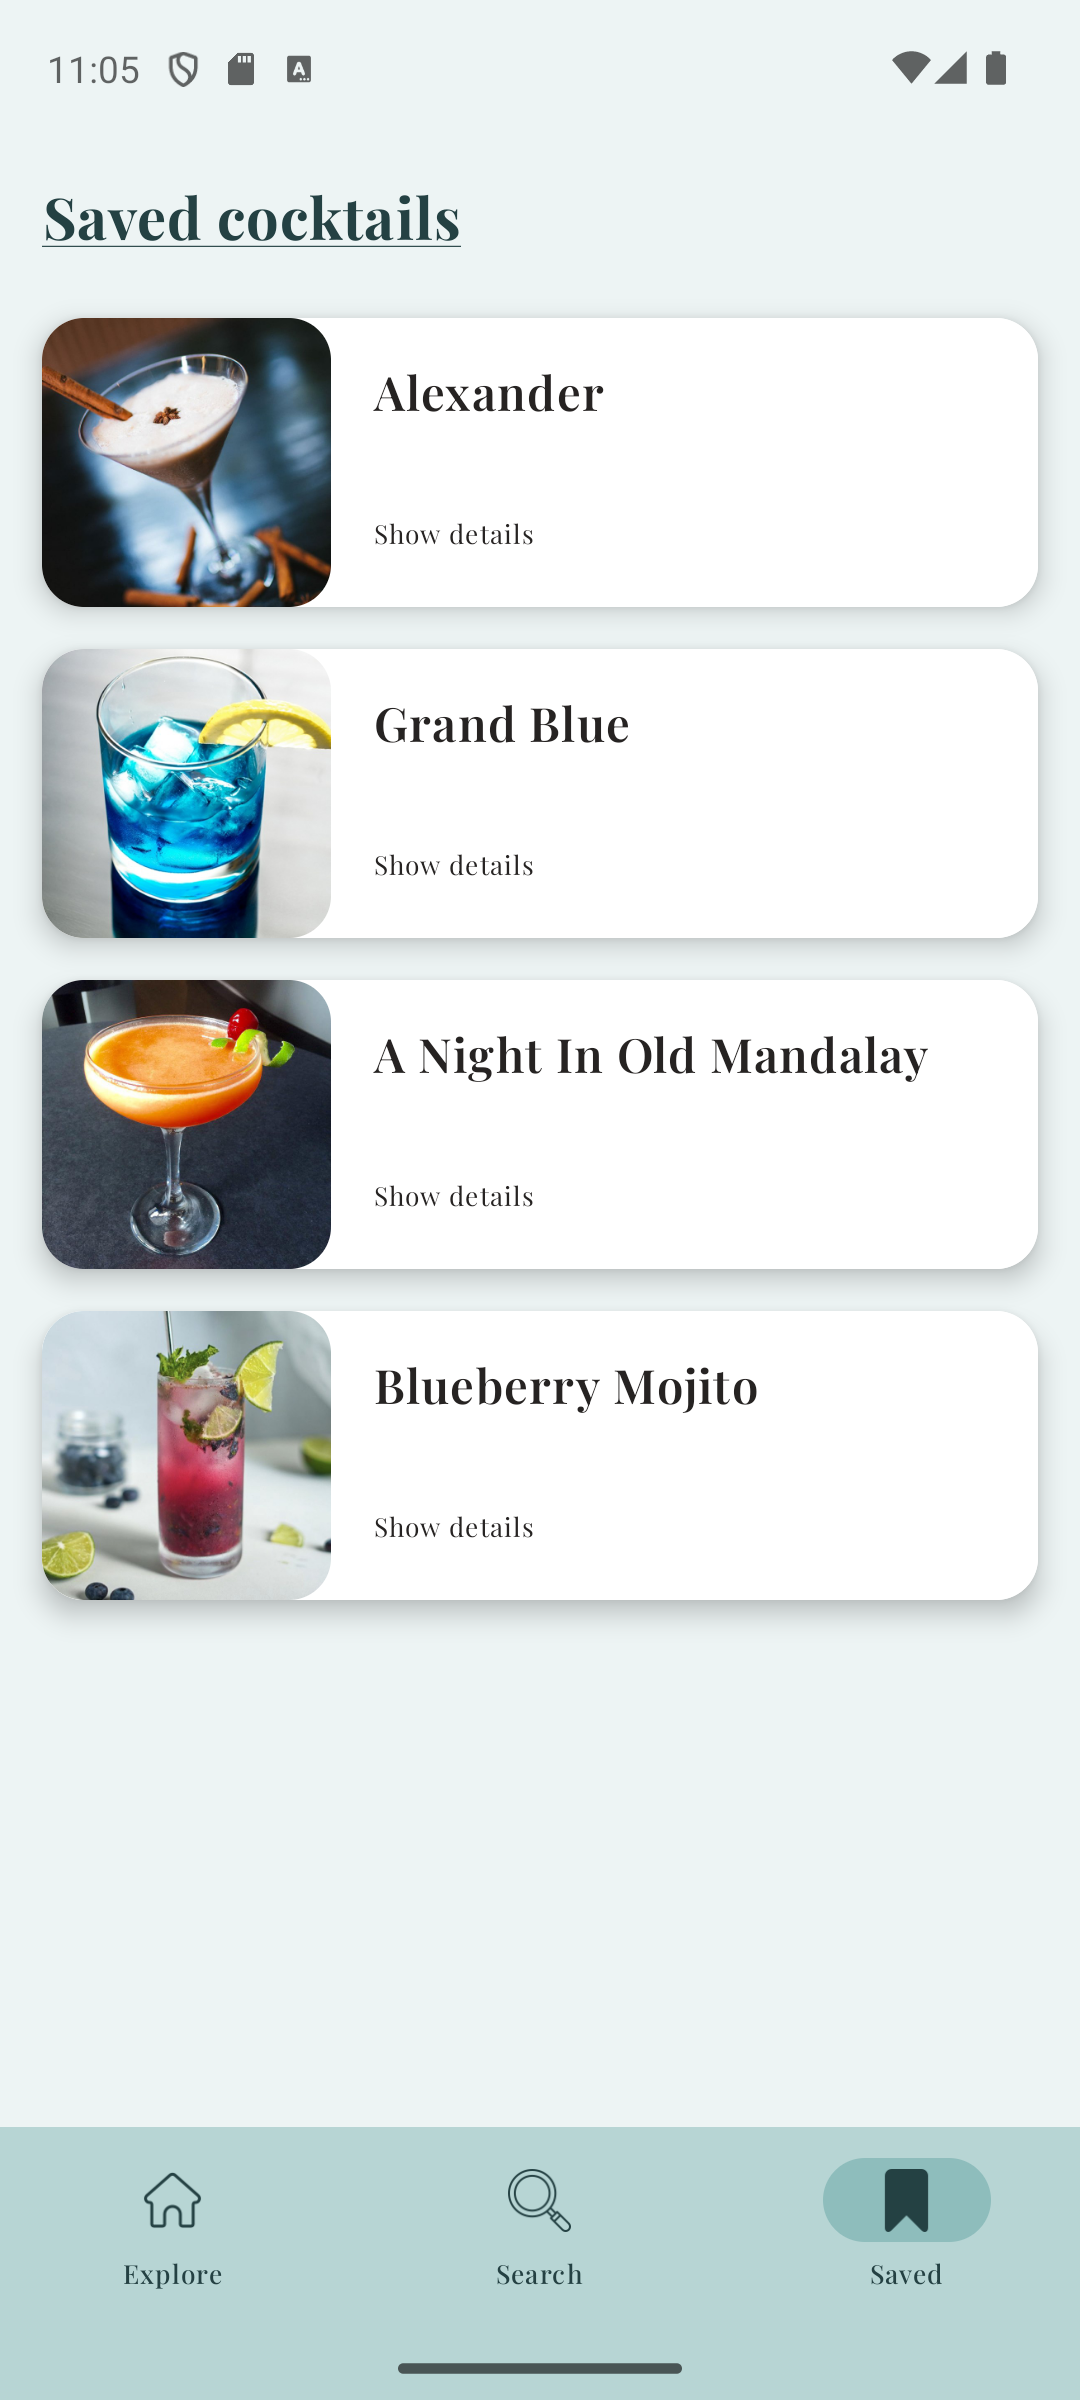 11:05
Saved cocktails
Alexander
Show details
Grand Blue
Show details
A Night In Old Mandalay
Show details
Blueberry Mojito
Show details
Explore
Search
Saved